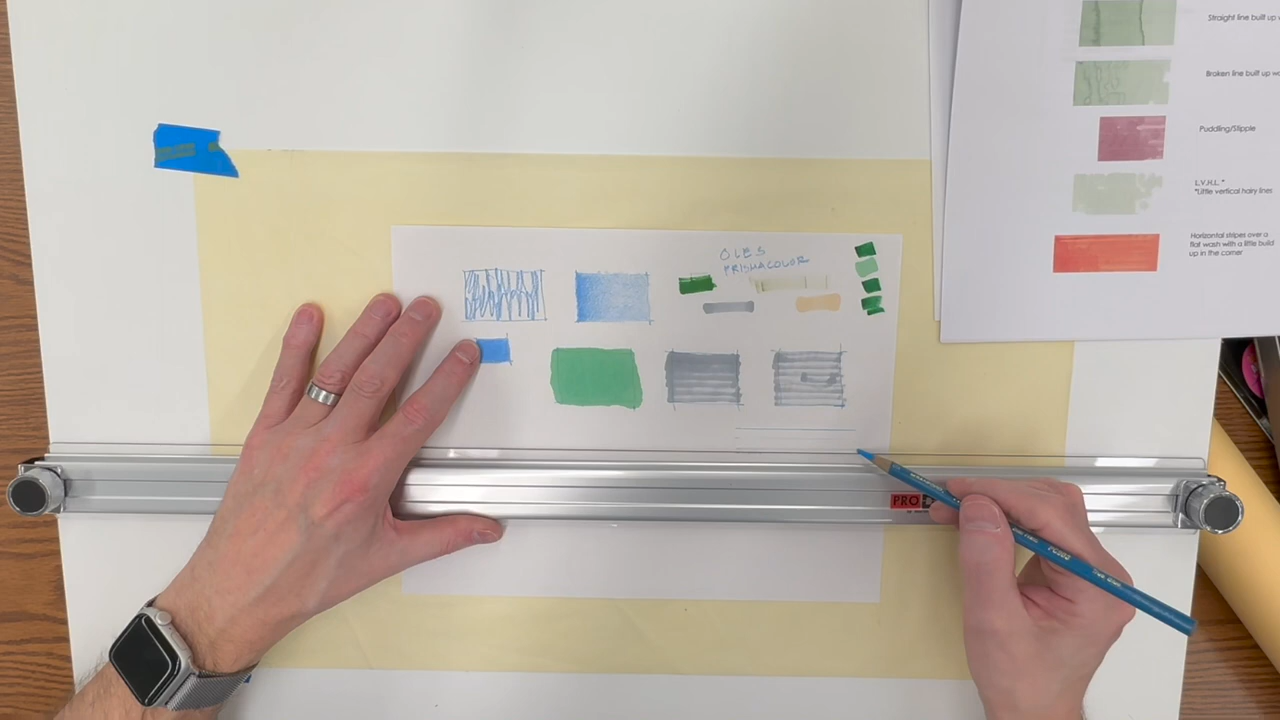 Straight line built up
Broken line built up
Puddling/Stipple
L.V.H.L. *
*Little vertical hairy lines
Horizontal stripes over a
flat wash with a little build
up in the corner
OLES
PRISMACOLOR
PRO